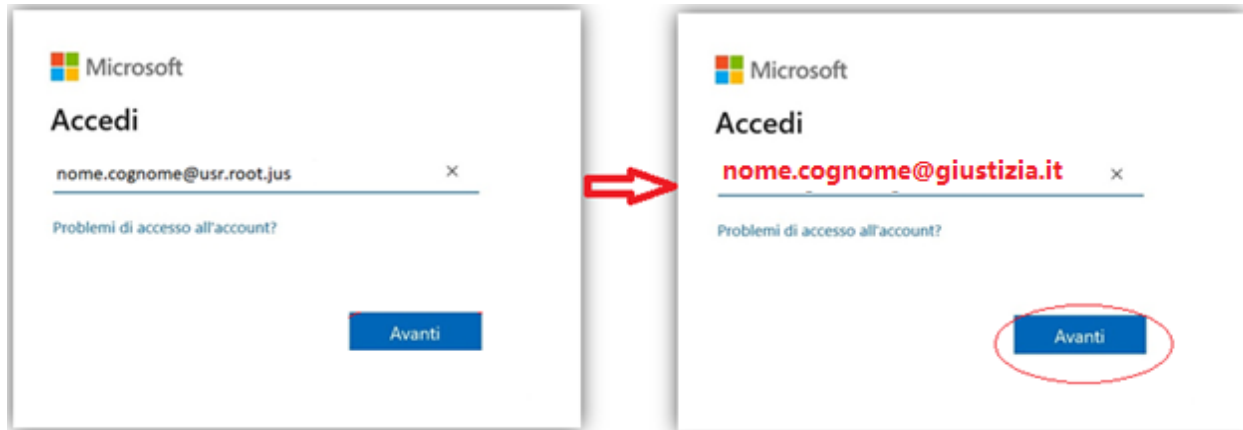 Microsoft
Accedi
nome.cognome@usr.root.jus
Problemi di accesso all'account?
Avanti
Microsoft
Accedi
nome.cognome@giustizia.it
Problemi di accesso all'account?
Avanti